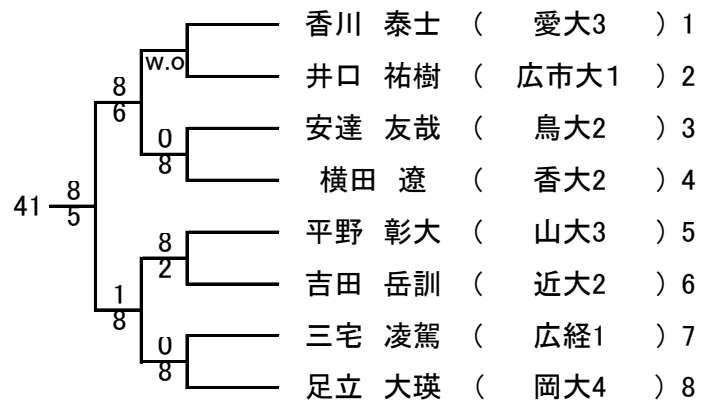 香川 泰士 ( 愛大3 ) 1
w.o
井口 祐樹 ( 広市大1 ) 2
8
6
安達 友哉 ( 鳥大2 ) 3
0
8
横田 遼 ( 香大2 ) 4
41
8
5
平野 彰大 ( 山大3 ) 5
8
2
吉田 岳訓 ( 近大2 ) 6
1
8
三宅 凌駕 ( 広経1 ) 7
0
8
足立 大瑛 ( 岡大4 ) 8